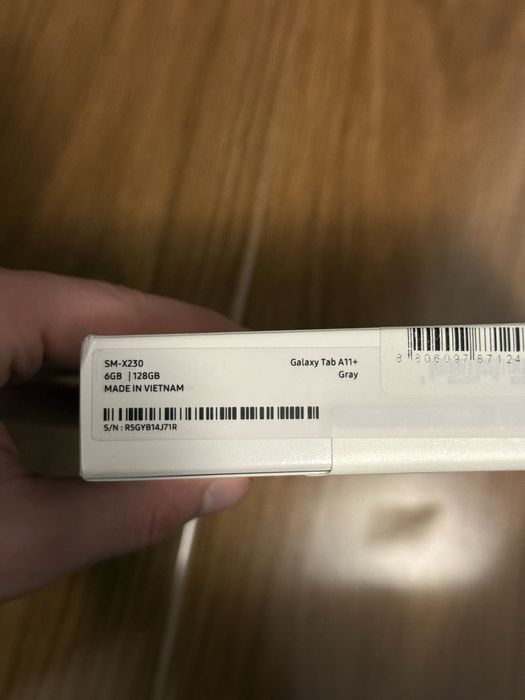 SM-X230
6GB | 128GB
MADE IN VIETNAM
Galaxy Tab A11+
Gray
S/N : R5GYB14J71R
8 806097 87124